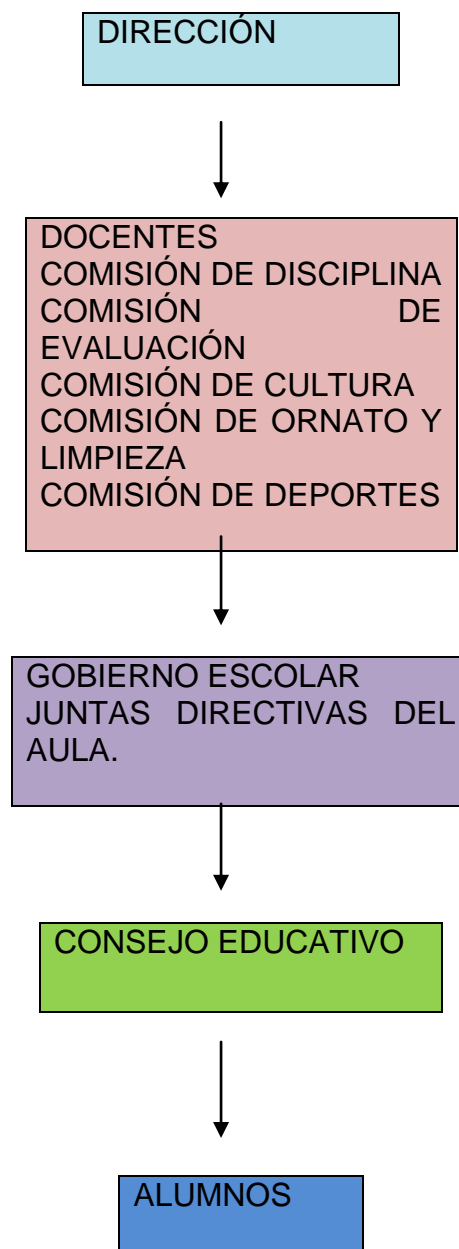 DIRECCIÓN
DOCENTES
COMISIÓN DE DISCIPLINA
COMISIÓN DE
EVALUACIÓN
COMISIÓN DE CULTURA
COMISIÓN DE ORNATO Y
LIMPIEZA
COMISIÓN DE DEPORTES
GOBIERNO ESCOLAR
JUNTAS DIRECTIVAS DEL
AULA.
CONSEJO EDUCATIVO
ALUMNOS